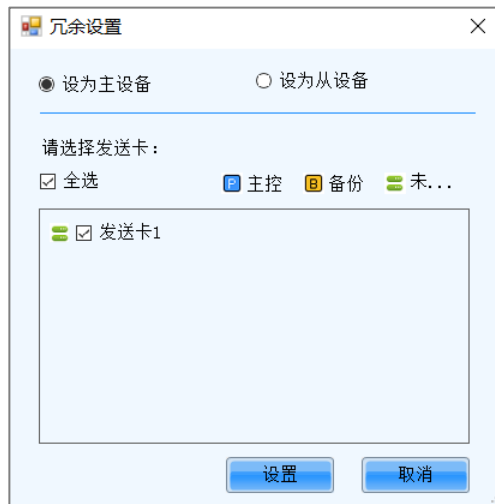 冗余设置
设为主设备 设为从设备
请选择发送卡：
全选 P 主控 B 备份 未...
发送卡1
设置 取消